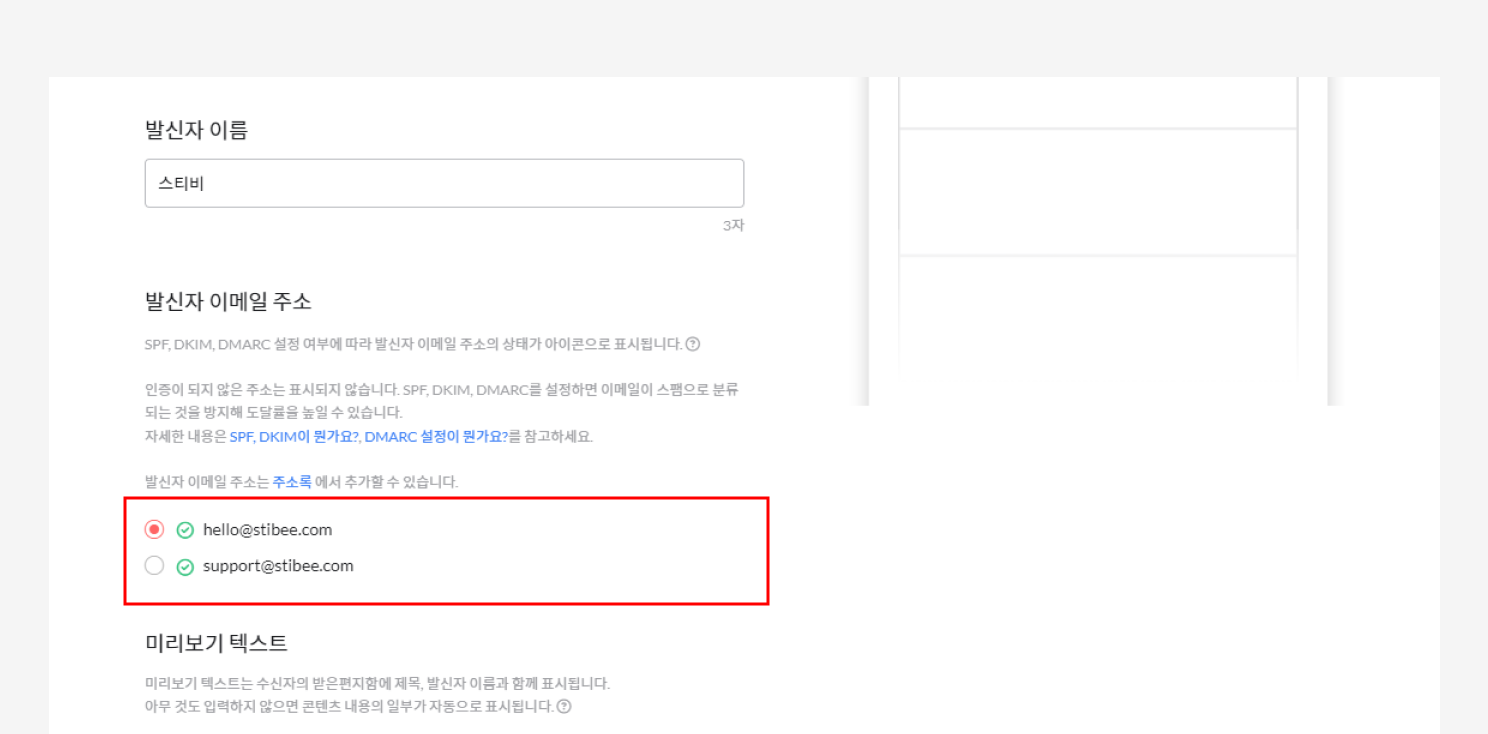 발신자 이름
스티비
3자
발신자 이메일 주소
SPF, DKIM, DMARC 설정 여부에 따라 발신자 이메일 주소의 상태가 아이콘으로 표시됩니다.
인증이 되지 않은 주소는 표시되지 않습니다. SPF, DKIM, DMARC를 설정하면 이메일이 스팸으로 분류
되는 것을 방지해 도달률을 높일 수 있습니다.
자세한 내용은 SPF, DKIM이 뭔가요?, DMARC 설정이 뭔가요?를 참고하세요.
발신자 이메일 주소는 주소록 에서 추가할 수 있습니다.
hello@stibee.com
support@stibee.com
미리보기 텍스트
미리보기 텍스트는 수신자의 받은편지함에 제목, 발신자 이름과 함께 표시됩니다.
아무 것도 입력하지 않으면 콘텐츠 내용의 일부가 자동으로 표시됩니다.